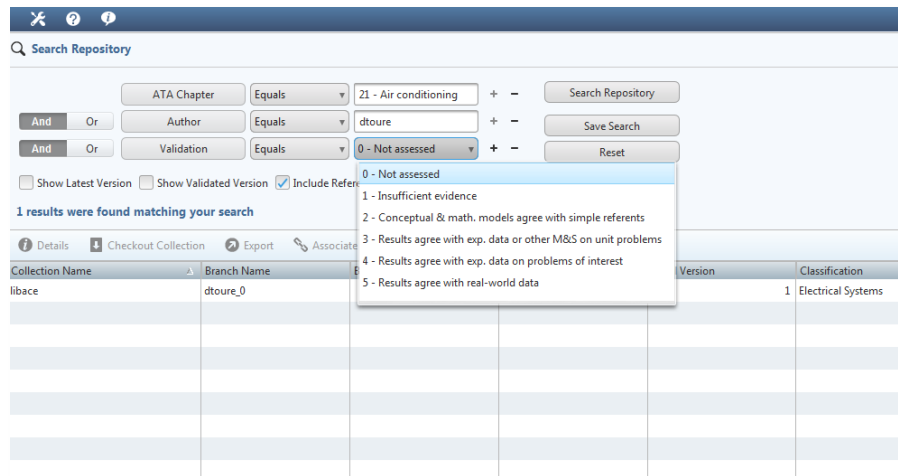 Search Repository
ATA Chapter Equals 21 - Air conditioning + - Search Repository
And Or Author Equals dtoure + - Save Search
And Or Validation Equals 0 - Not assessed + - Reset
0 - Not assessed
Show Latest Version Show Validated Version Include Refere
1 - Insufficient evidence
1 results were found matching your search
2 - Conceptual & math. models agree with simple referents
3 - Results agree with exp. data or other M&S on unit problems
Details Checkout Collection Export Associate
4 - Results agree with exp. data on problems of interest
Collection Name Branch Name Version Classification
5 - Results agree with real-world data
libace dtoure_0 1 Electrical Systems